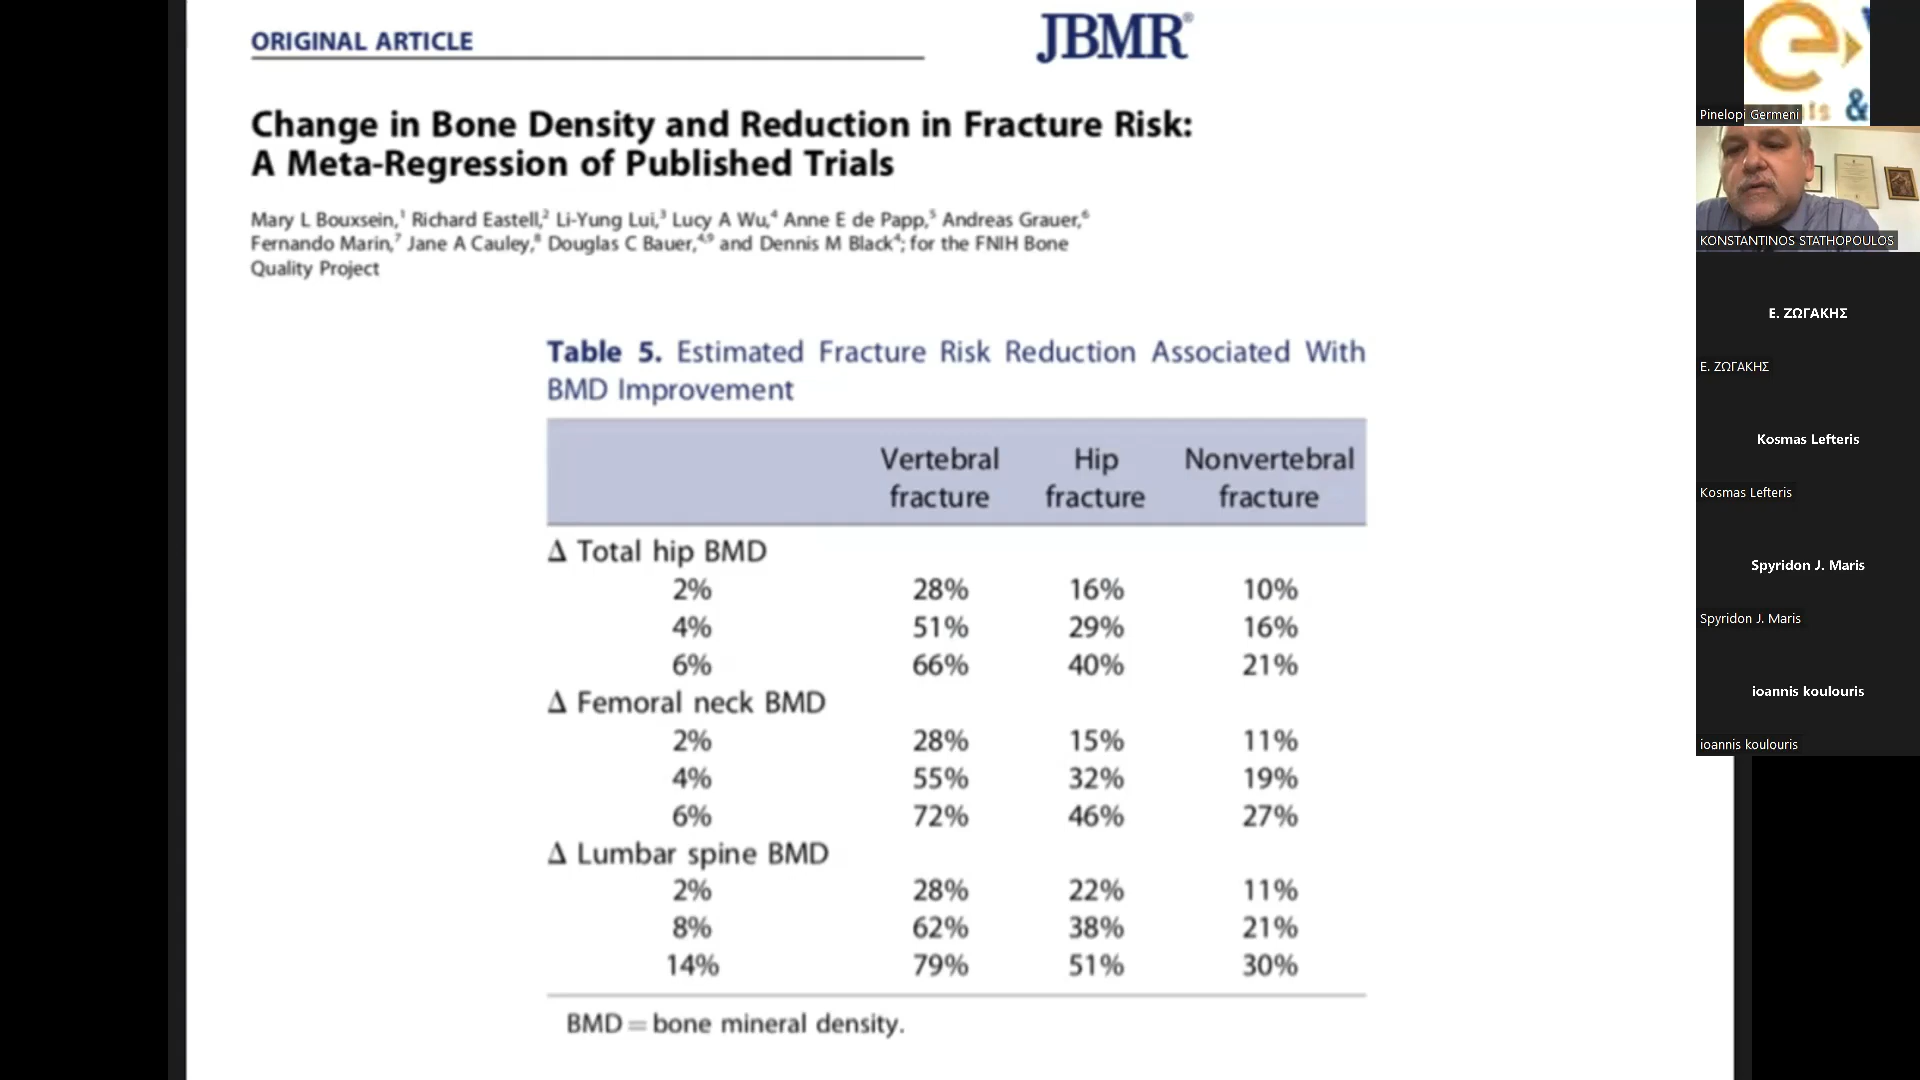 ORIGINAL ARTICLE
JBMR®
Change in Bone Density and Reduction in Fracture Risk:
A Meta-Regression of Published Trials
Mary L Bouxsein,1 Richard Eastell,2 Li-Yung Lui,3 Lucy A Wu,4 Anne E de Papp,5 Andreas Grauer,6
Fernando Marin,7 Jane A Cauley,8 Douglas C Bauer,4,9 and Dennis M Black4; for the FNIH Bone
Quality Project
Table 5. Estimated Fracture Risk Reduction Associated With
BMD Improvement
Vertebral fracture Hip fracture Nonvertebral fracture
Δ Total hip BMD
2% 28% 16% 10%
4% 51% 29% 16%
6% 66% 40% 21%
Δ Femoral neck BMD
2% 28% 15% 11%
4% 55% 32% 19%
6% 72% 46% 27%
Δ Lumbar spine BMD
2% 28% 22% 11%
8% 62% 38% 21%
14% 79% 51% 30%
BMD = bone mineral density.
e
is &
Pinelopi Germeni
KONSTANTINOS STATHOPOULOS
Ε. ΖΩΓΑΚΗΣ
Ε. ΖΩΓΑΚΗΣ
Kosmas Lefteris
Kosmas Lefteris
Spyridon J. Maris
Spyridon J. Maris
ioannis koulouris
ioannis koulouris